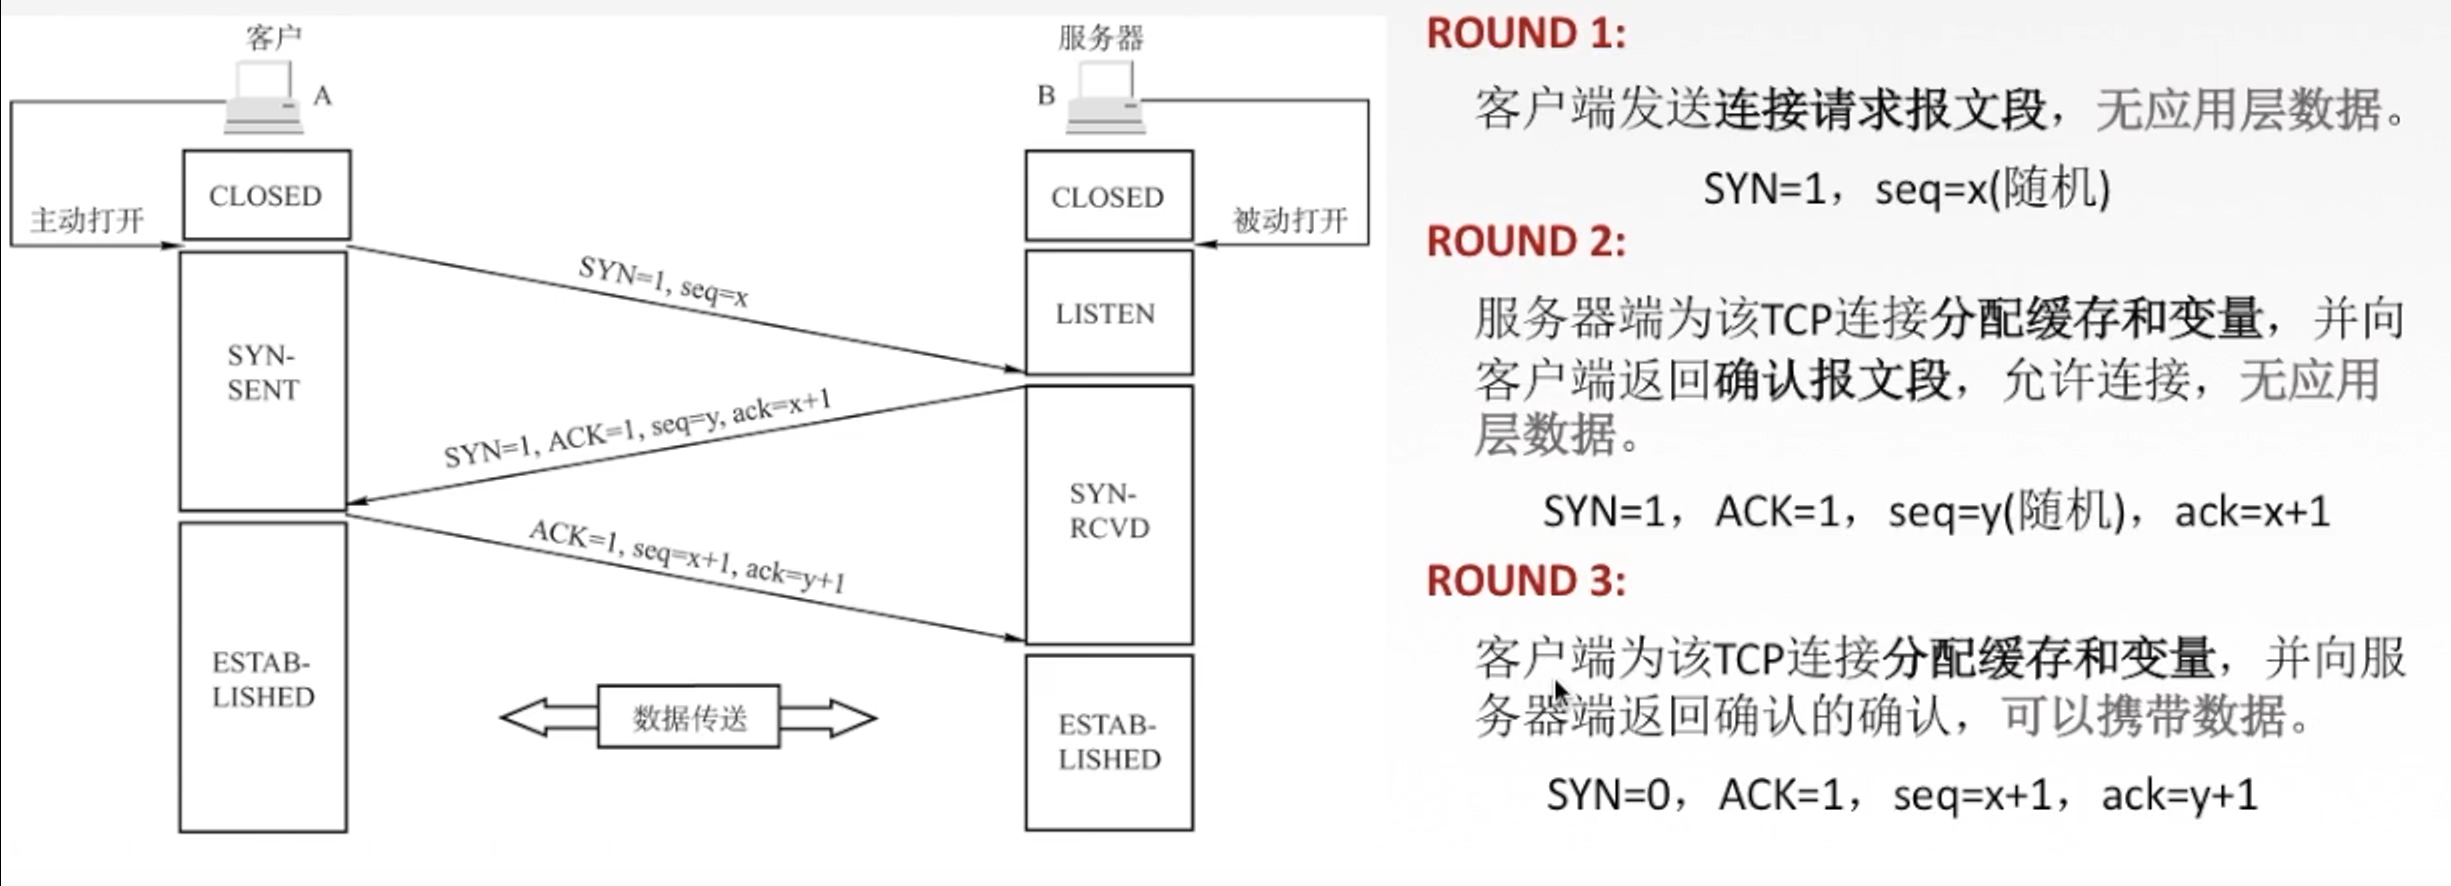 客户
A
CLOSED
主动打开
SYN-
SENT
ESTAB-
LISHED
SYN=1, seq=x
SYN=1, ACK=1, seq=y, ack=x+1
ACK=1, seq=x+1, ack=y+1
数据传送
服务器
B
CLOSED
被动打开
LISTEN
SYN-
RCVD
ESTAB-
LISHED
ROUND 1:
客户端发送连接请求报文段，无应用层数据。
SYN=1，seq=x(随机)
ROUND 2:
服务器端为该TCP连接分配缓存和变量，并向
客户端返回确认报文段，允许连接，无应用
层数据。
SYN=1，ACK=1，seq=y(随机)，ack=x+1
ROUND 3:
客户端为该TCP连接分配缓存和变量，并向服
务器端返回确认的确认，可以携带数据。
SYN=0，ACK=1，seq=x+1，ack=y+1